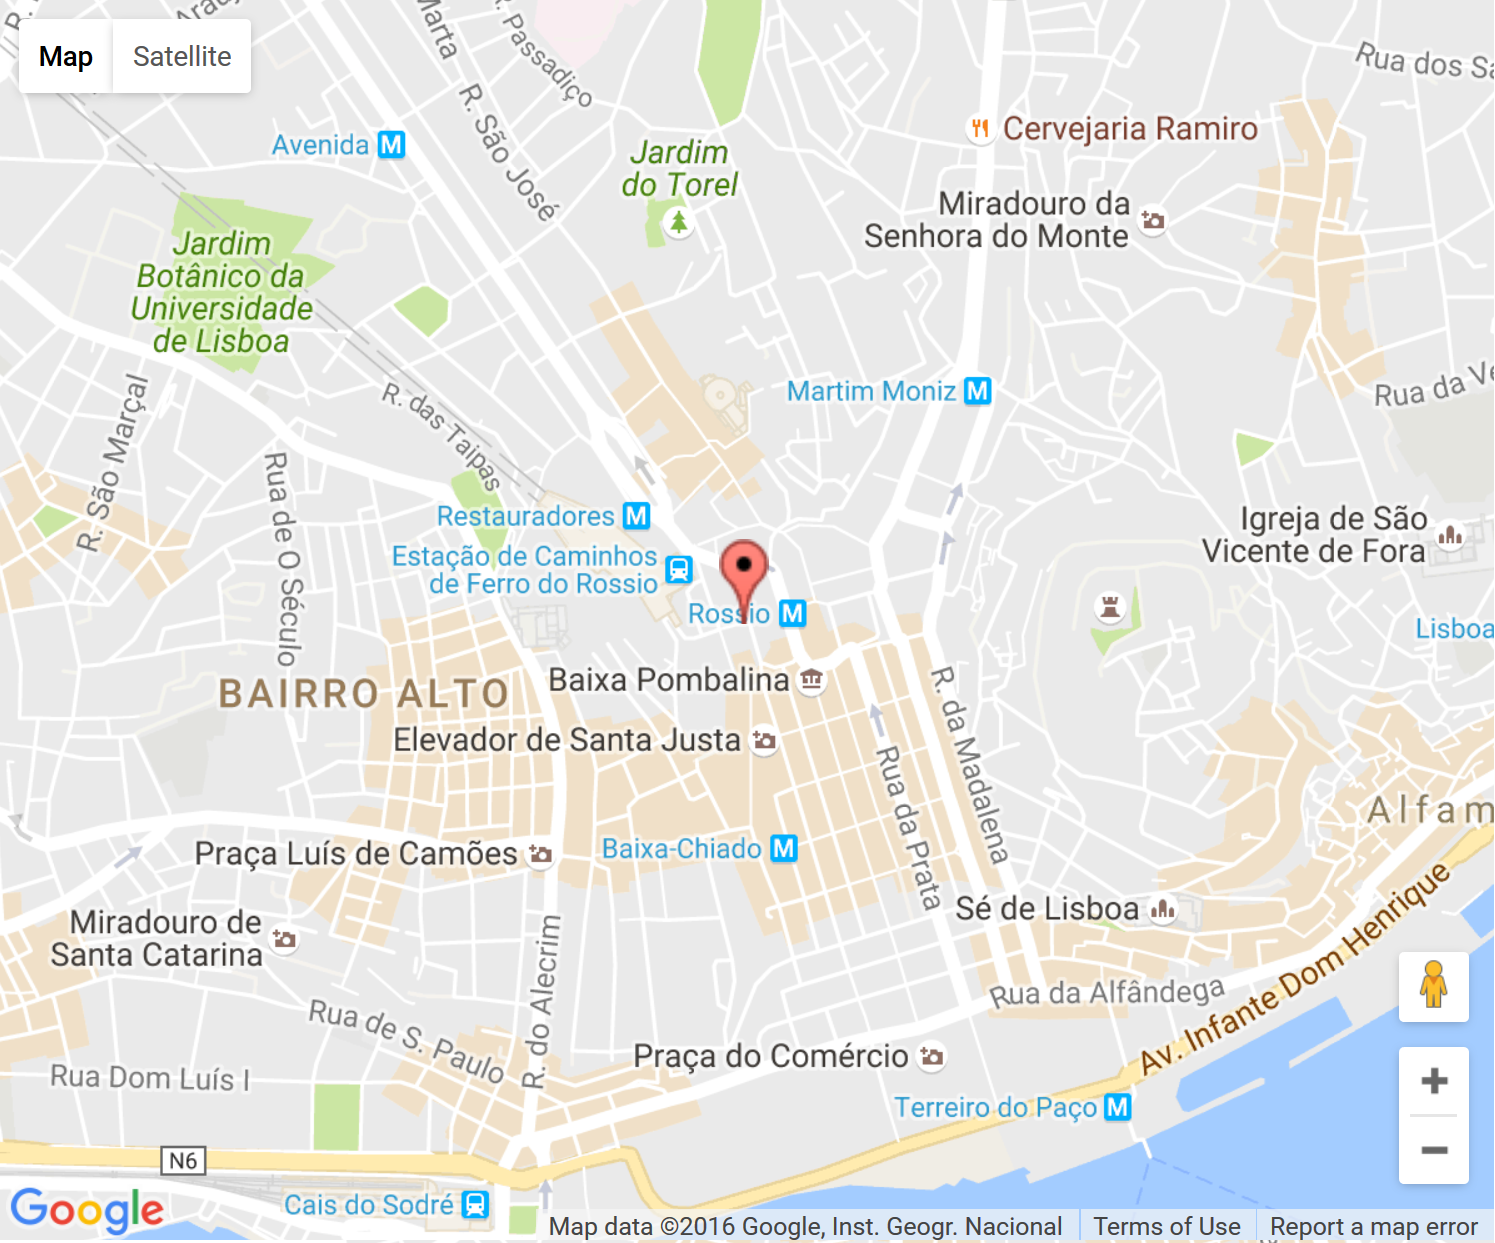 Map
Satellite
R. Passadiço
Marta
Rua dos Sa
R. São José
Avenida M
Cervejaria Ramiro
Jardim
do Torel
Miradouro da
Senhora do Monte
Jardim
Botânico da
Universidade
de Lisboa
R. São Marçal
R. das Taipas
Martim Moniz M
Rua da Ve
Rua de O Século
Restauradores M
Igreja de São
Vicente de Fora
Estação de Caminhos
de Ferro do Rossio
Rossio M
Lisboa
BAIRRO ALTO
Baixa Pombalina
R. da Madalena
Elevador de Santa Justa
Rua da Prata
Alfam
Praça Luís de Camões
Baixa-Chiado M
Sé de Lisboa
Miradouro de
Santa Catarina
R. do Alecrim
Av. Infante Dom Henrique
Rua da Alfândega
Rua de S. Paulo
Praça do Comércio
Rua Dom Luís I
Terreiro do Paço M
N6
Cais do Sodré
Google
Map data ©2016 Google, Inst. Geogr. Nacional
Terms of Use
Report a map error